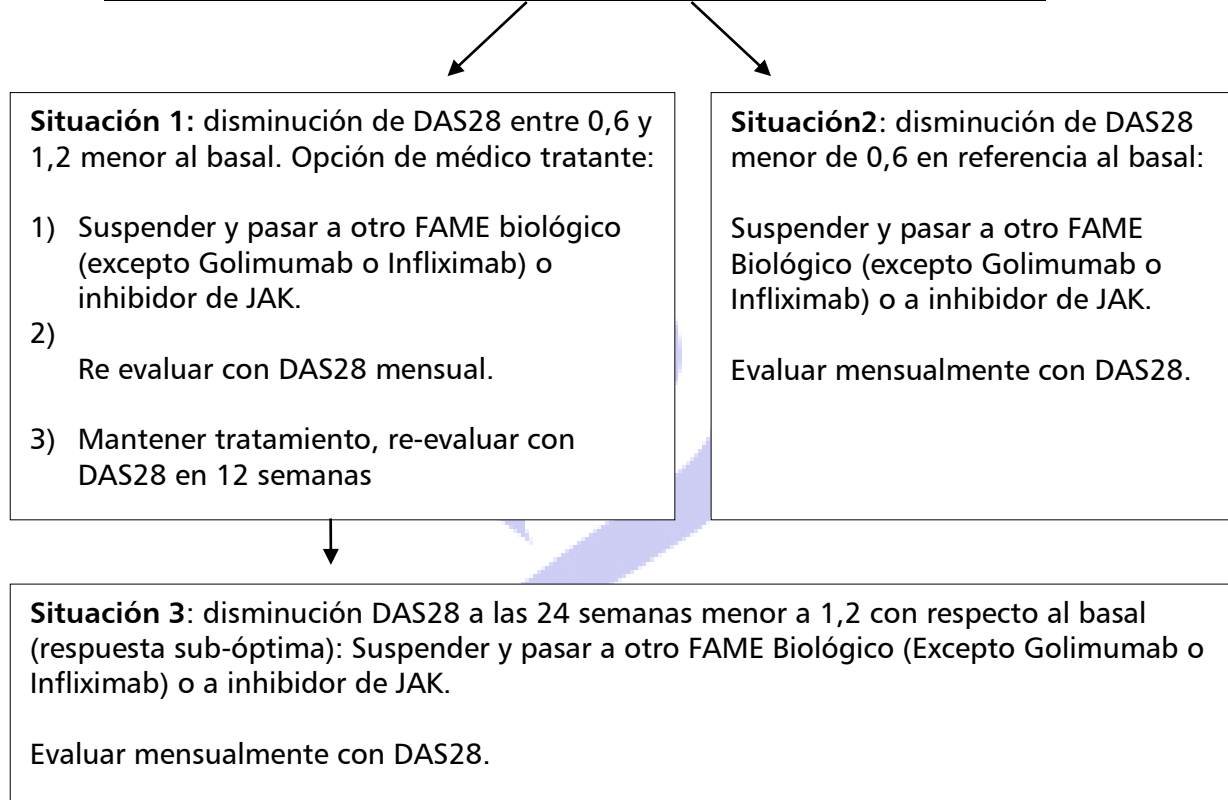 Situación 1: disminución de DAS28 entre 0,6 y
1,2 menor al basal. Opción de médico tratante:
1) Suspender y pasar a otro FAME biológico
(excepto Golimumab o Infliximab) o
inhibidor de JAK.
2)
Re evaluar con DAS28 mensual.
3) Mantener tratamiento, re-evaluar con
DAS28 en 12 semanas
Situación2: disminución de DAS28
menor de 0,6 en referencia al basal:
Suspender y pasar a otro FAME
Biológico (excepto Golimumab o
Infliximab) o a inhibidor de JAK.
Evaluar mensualmente con DAS28.
Situación 3: disminución DAS28 a las 24 semanas menor a 1,2 con respecto al basal
(respuesta sub-óptima): Suspender y pasar a otro FAME Biológico (Excepto Golimumab o
Infliximab) o a inhibidor de JAK.
Evaluar mensualmente con DAS28.